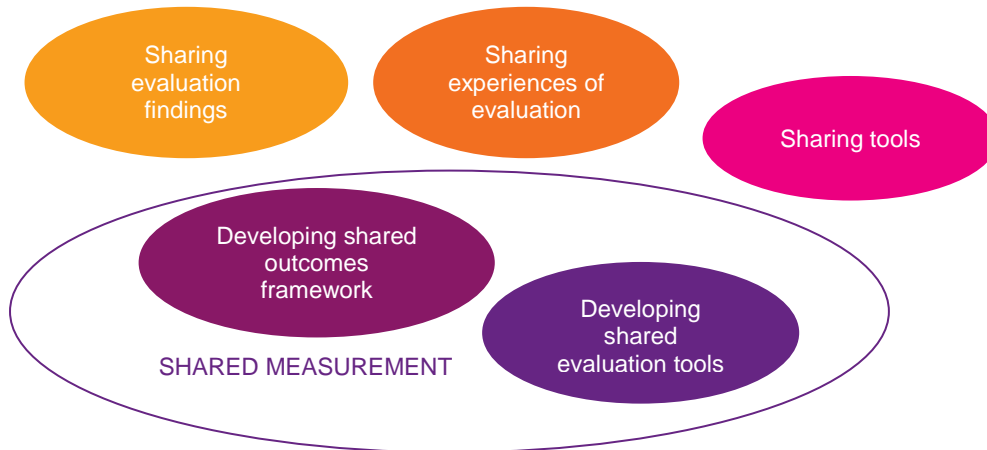 Sharing
evaluation
findings
Sharing
experiences of
evaluation
Sharing tools
Developing shared
outcomes
framework
Developing
shared
evaluation tools
SHARED MEASUREMENT